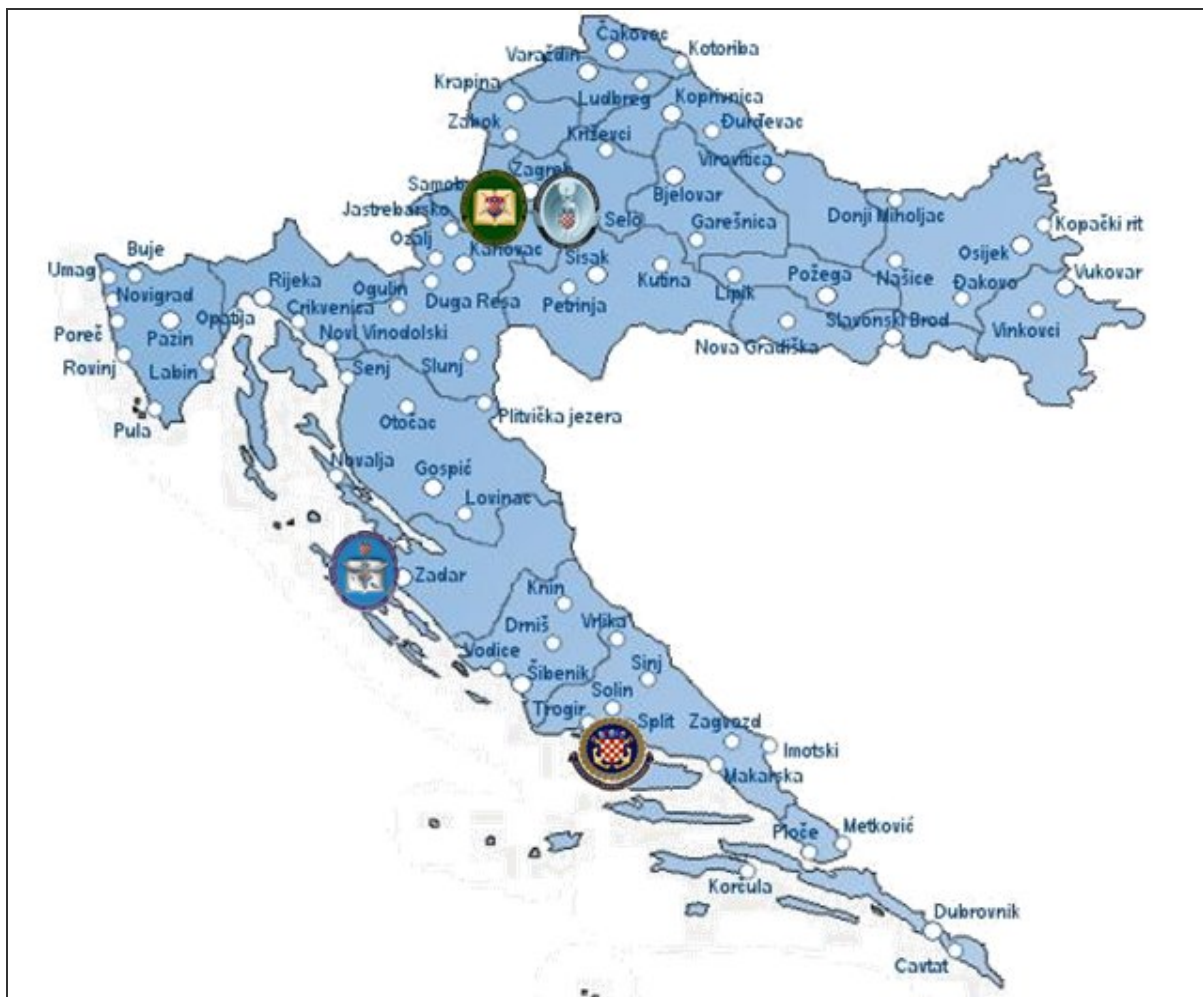 Čakovec
Kotoriba
Varaždin
Krapina
Ludbreg
Koprivnica
Zabok
Đurđevac
Križevci
Virovitica
Zagreb
Bjelovar
Jastrebarsko
Selo
Garešnica
Donji Miholjac
Kopački rit
Ozalj
Karlovac
Osijek
Buje
Sisak
Našice
Umag
Rijeka
Kutina
Požega
Đakovo
Vukovar
Novigrad
Ogulin
Duga Resa
Petrinja
Lipik
Crikvenica
Opatija
Slavonski Brod
Vinkovci
Poreč
Pazin
Novi Vinodolski
Nova Gradiška
Rovinj
Labin
Slunj
Senj
Pula
Otočac
Plitvička jezera
Novalja
Gospić
Lovinac
Zadar
Knin
Drniš
Vrlika
Vodice
Šibenik
Sinj
Solin
Trogir
Split
Zagvozd
Imotski
Makarska
Ploče
Metković
Korčula
Dubrovnik
Cavtat